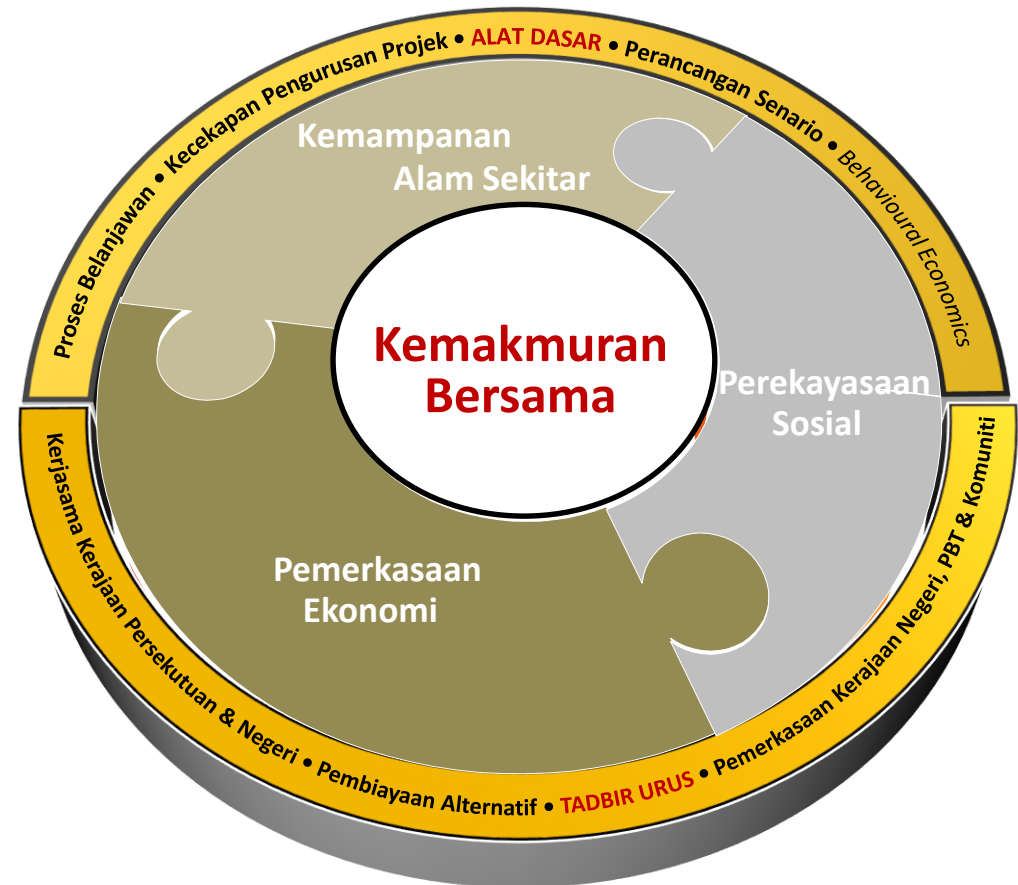 Proses Belanjawan • Kecekapan Pengurusan Projek • ALAT DASAR • Perancangan Senario • Behavioural Economics
Kemampanan
Alam Sekitar
Kemakmuran
Bersama
Perekayasaan
Sosial
Pemerkasaan
Ekonomi
Kerjasama Kerajaan Persekutuan & Negeri • Pembiayaan Alternatif • TADBIR URUS • Pemerkasaan Kerajaan Negeri, PBT & Komuniti